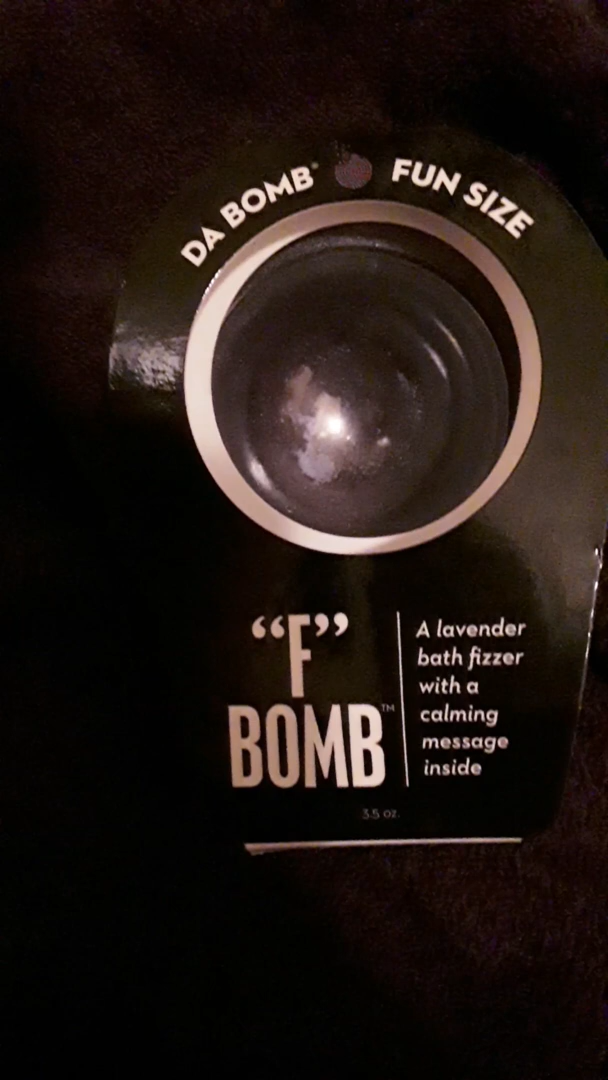 DA BOMB® FUN SIZE
“F”
BOMB™
A lavender
bath fizzer
with a
calming
message
inside
3.5 oz.